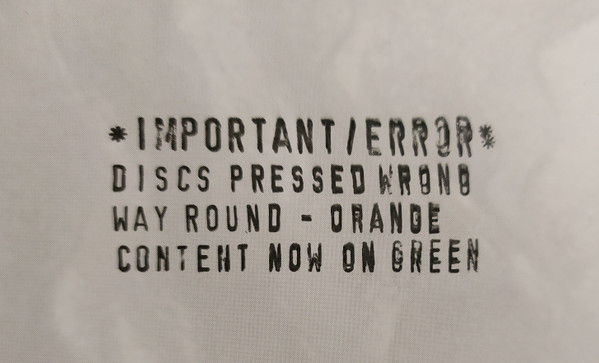 *IMPORTANT/ERROR*
DISCS PRESSED WRONG
WAY ROUND - ORANGE
CONTENT NOW ON GREEN